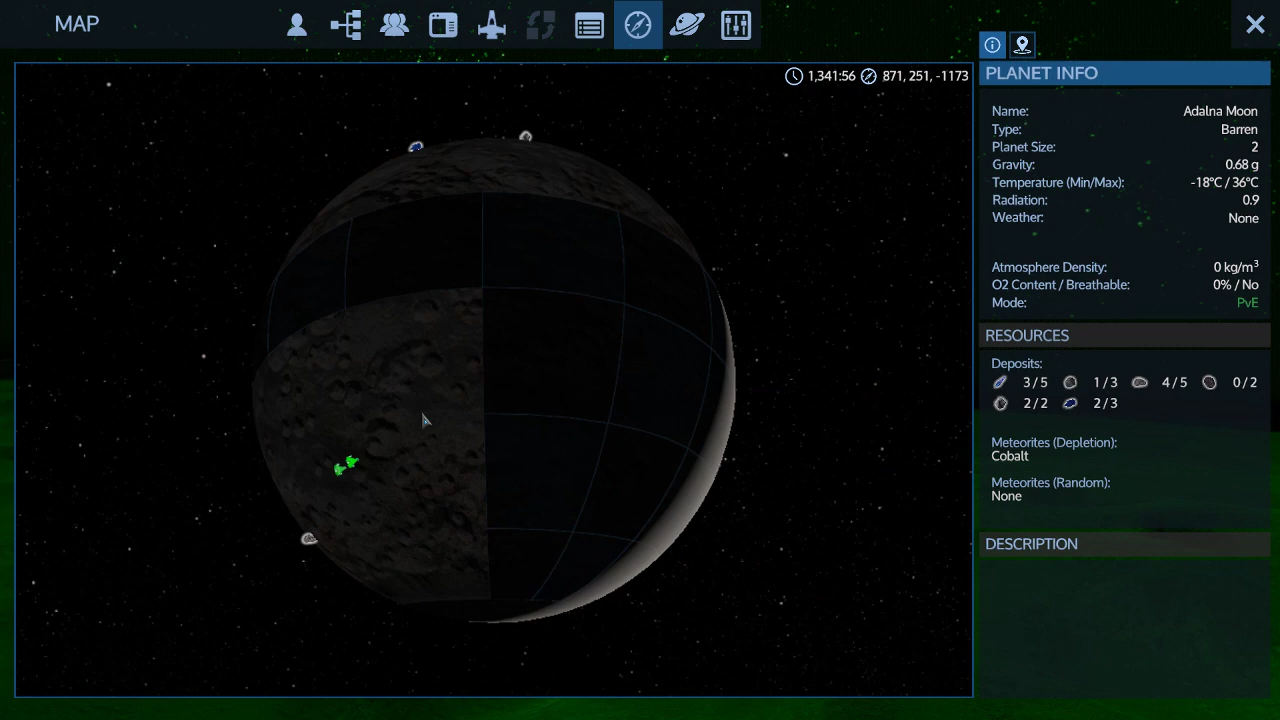 MAP
1,341:56 871, 251, -1173
PLANET INFO
Name: Adalna Moon
Type: Barren
Planet Size: 2
Gravity: 0.68 g
Temperature (Min/Max): -18°C / 36°C
Radiation: 0.9
Weather: None
Atmosphere Density: 0 kg/m³
O2 Content / Breathable: 0% / No
Mode: PvE
RESOURCES
Deposits:
3 / 5 1 / 3 4 / 5 0 / 2
2 / 2 2 / 3
Meteorites (Depletion):
Cobalt
Meteorites (Random):
None
DESCRIPTION